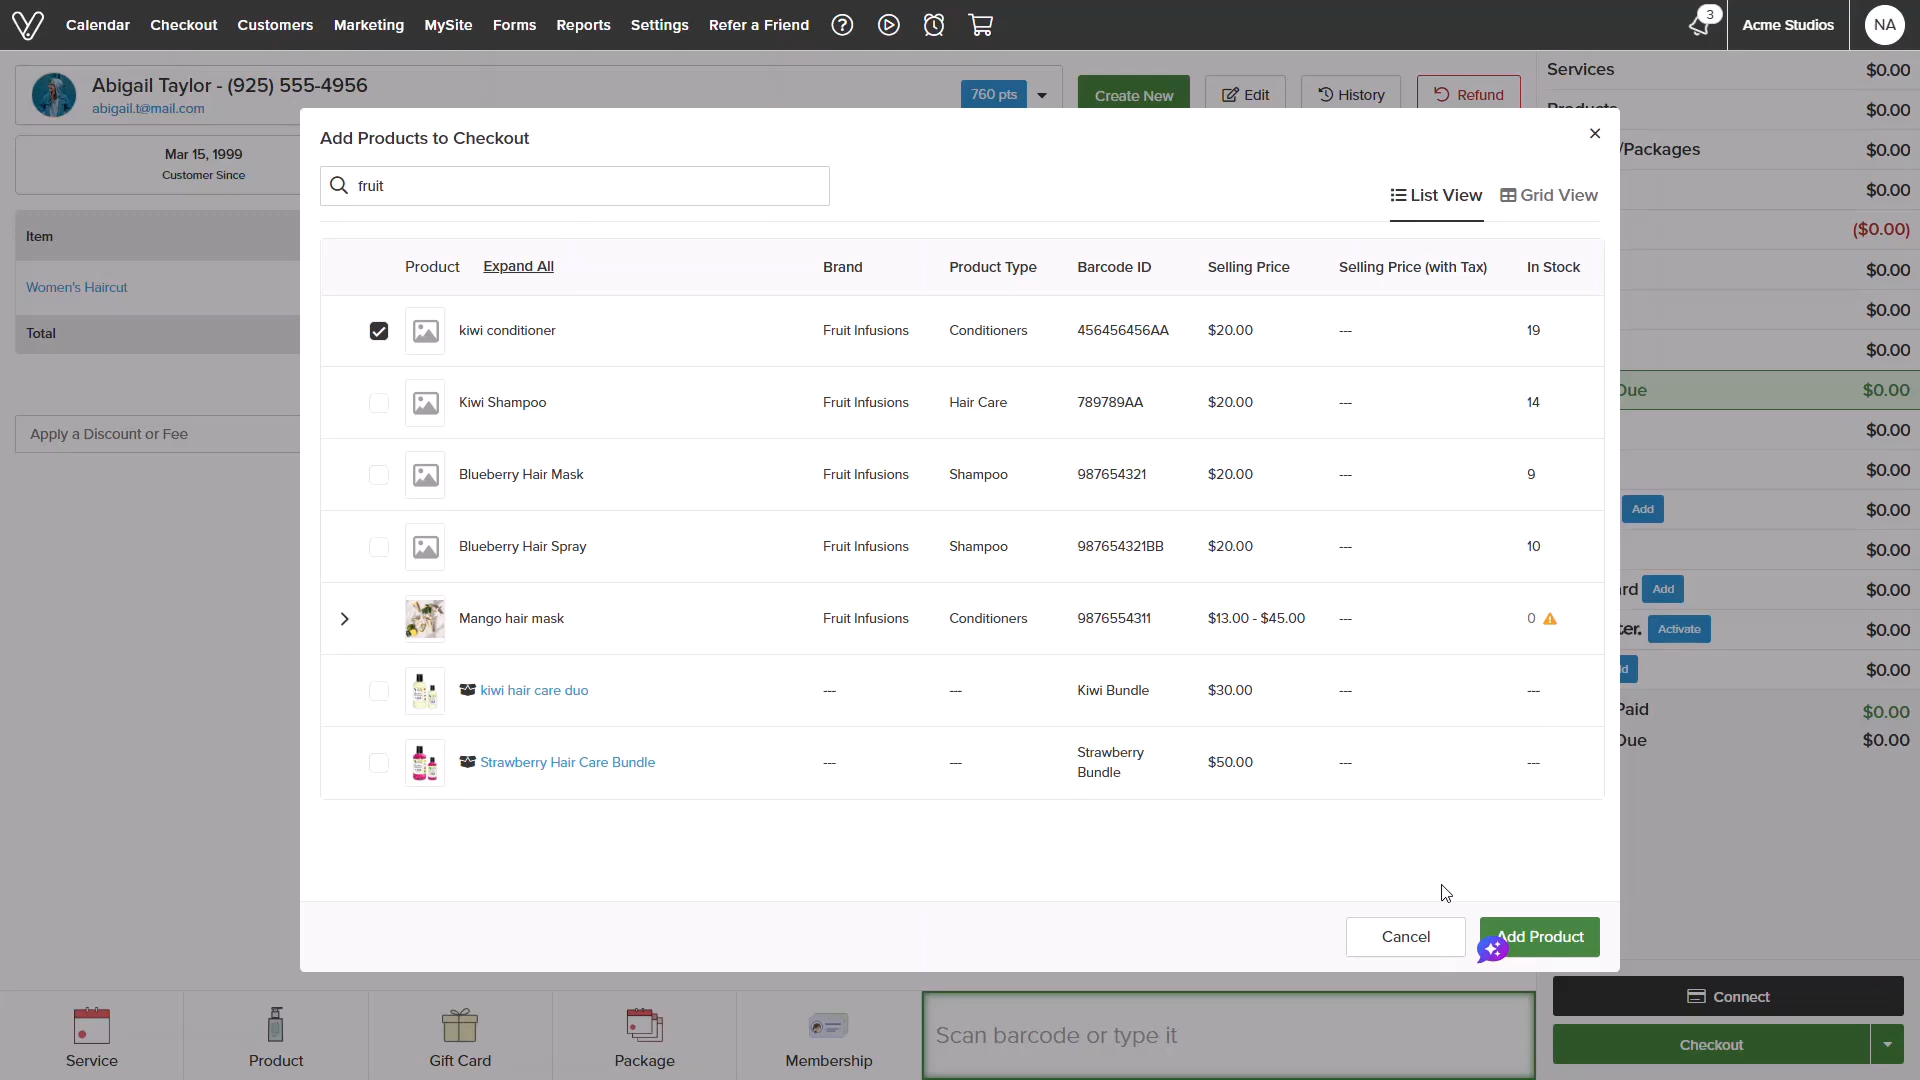 Calendar Checkout Customers Marketing MySite Forms Reports Settings Refer a Friend 3 Acme Studios NA
Abigail Taylor - (925) 555-4956
abigail.t@mail.com
760 pts
Create New
Edit
History
Refund
Mar 15, 1999
Customer Since
Item
Women's Haircut
Total
Apply a Discount or Fee
Add Products to Checkout
fruit
List View Grid View
Product Expand All Brand Product Type Barcode ID Selling Price Selling Price (with Tax) In Stock
kiwi conditioner Fruit Infusions Conditioners 456456456AA $20.00 --- 19
Kiwi Shampoo Fruit Infusions Hair Care 789789AA $20.00 --- 14
Blueberry Hair Mask Fruit Infusions Shampoo 987654321 $20.00 --- 9
Blueberry Hair Spray Fruit Infusions Shampoo 987654321BB $20.00 --- 10
Mango hair mask Fruit Infusions Conditioners 9876554311 $13.00 - $45.00 --- 0
kiwi hair care duo --- --- Kiwi Bundle $30.00 --- ---
Strawberry Hair Care Bundle --- --- Strawberry Bundle $50.00 --- ---
Cancel
Add Product
Services $0.00
Products $0.00
/Packages $0.00
$0.00
($0.00)
$0.00
$0.00
$0.00
Due $0.00
$0.00
$0.00
Add $0.00
$0.00
Add $0.00
ter. Activate $0.00
$0.00
Paid $0.00
Due $0.00
Service
Product
Gift Card
Package
Membership
Scan barcode or type it
Connect
Checkout